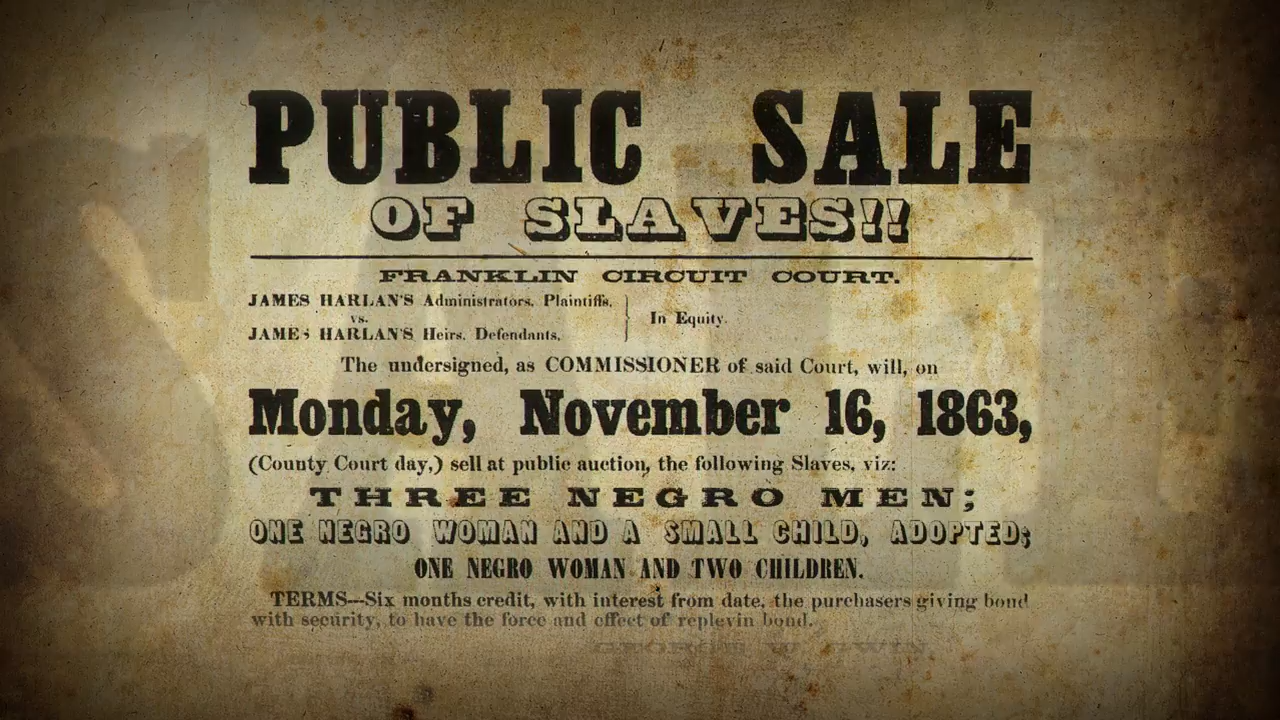 PUBLIC SALE
OF SLAVES!!
FRANKLIN CIRCUIT COURT.
JAMES HARLAN'S Administrators, Plaintiffs,
vs.
JAMES HARLAN'S Heirs, Defendants,
In Equity.
The undersigned, as COMMISSIONER of said Court, will, on
Monday, November 16, 1863,
(County Court day,) sell at public auction, the following Slaves, viz:
THREE NEGRO MEN;
ONE NEGRO WOMAN AND A SMALL CHILD, ADOPTED;
ONE NEGRO WOMAN AND TWO CHILDREN.
TERMS---Six months credit, with interest from date, the purchasers giving bond
with security, to have the force and effect of replevin bond.
GEORGE W. GWIN,